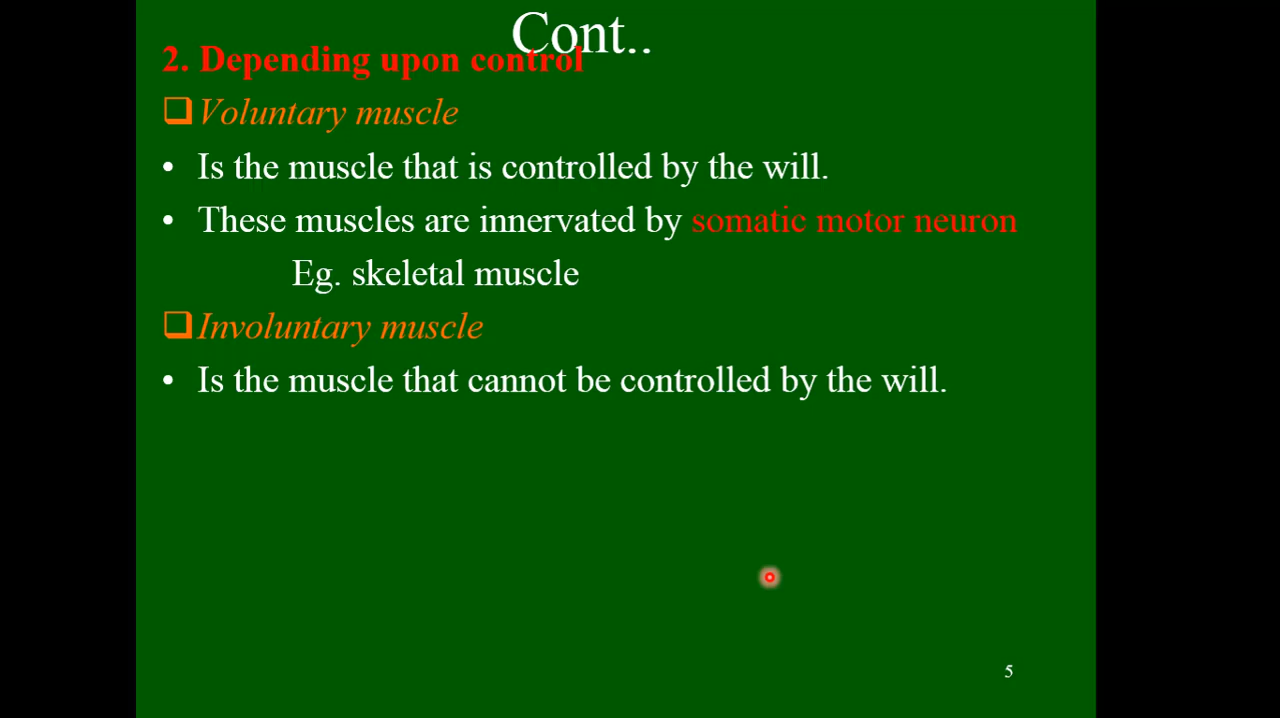 Cont..
2. Depending upon control
❑Voluntary muscle
• Is the muscle that is controlled by the will.
• These muscles are innervated by somatic motor neuron
Eg. skeletal muscle
❑Involuntary muscle
• Is the muscle that cannot be controlled by the will.
5